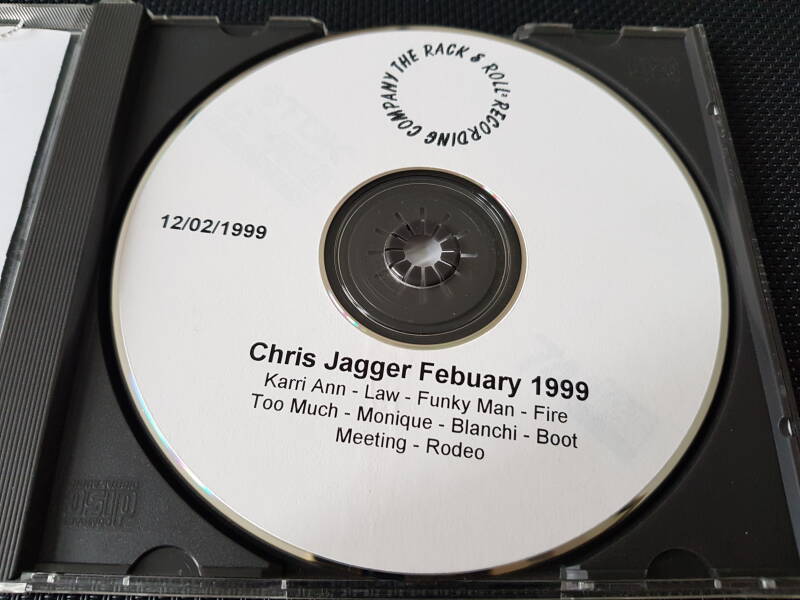 THE RACK & ROLL RECORDING COMPANY
12/02/1999
Chris Jagger Febuary 1999
Karri Ann - Law - Funky Man - Fire
Too Much - Monique - Blanchi - Boot
Meeting - Rodeo